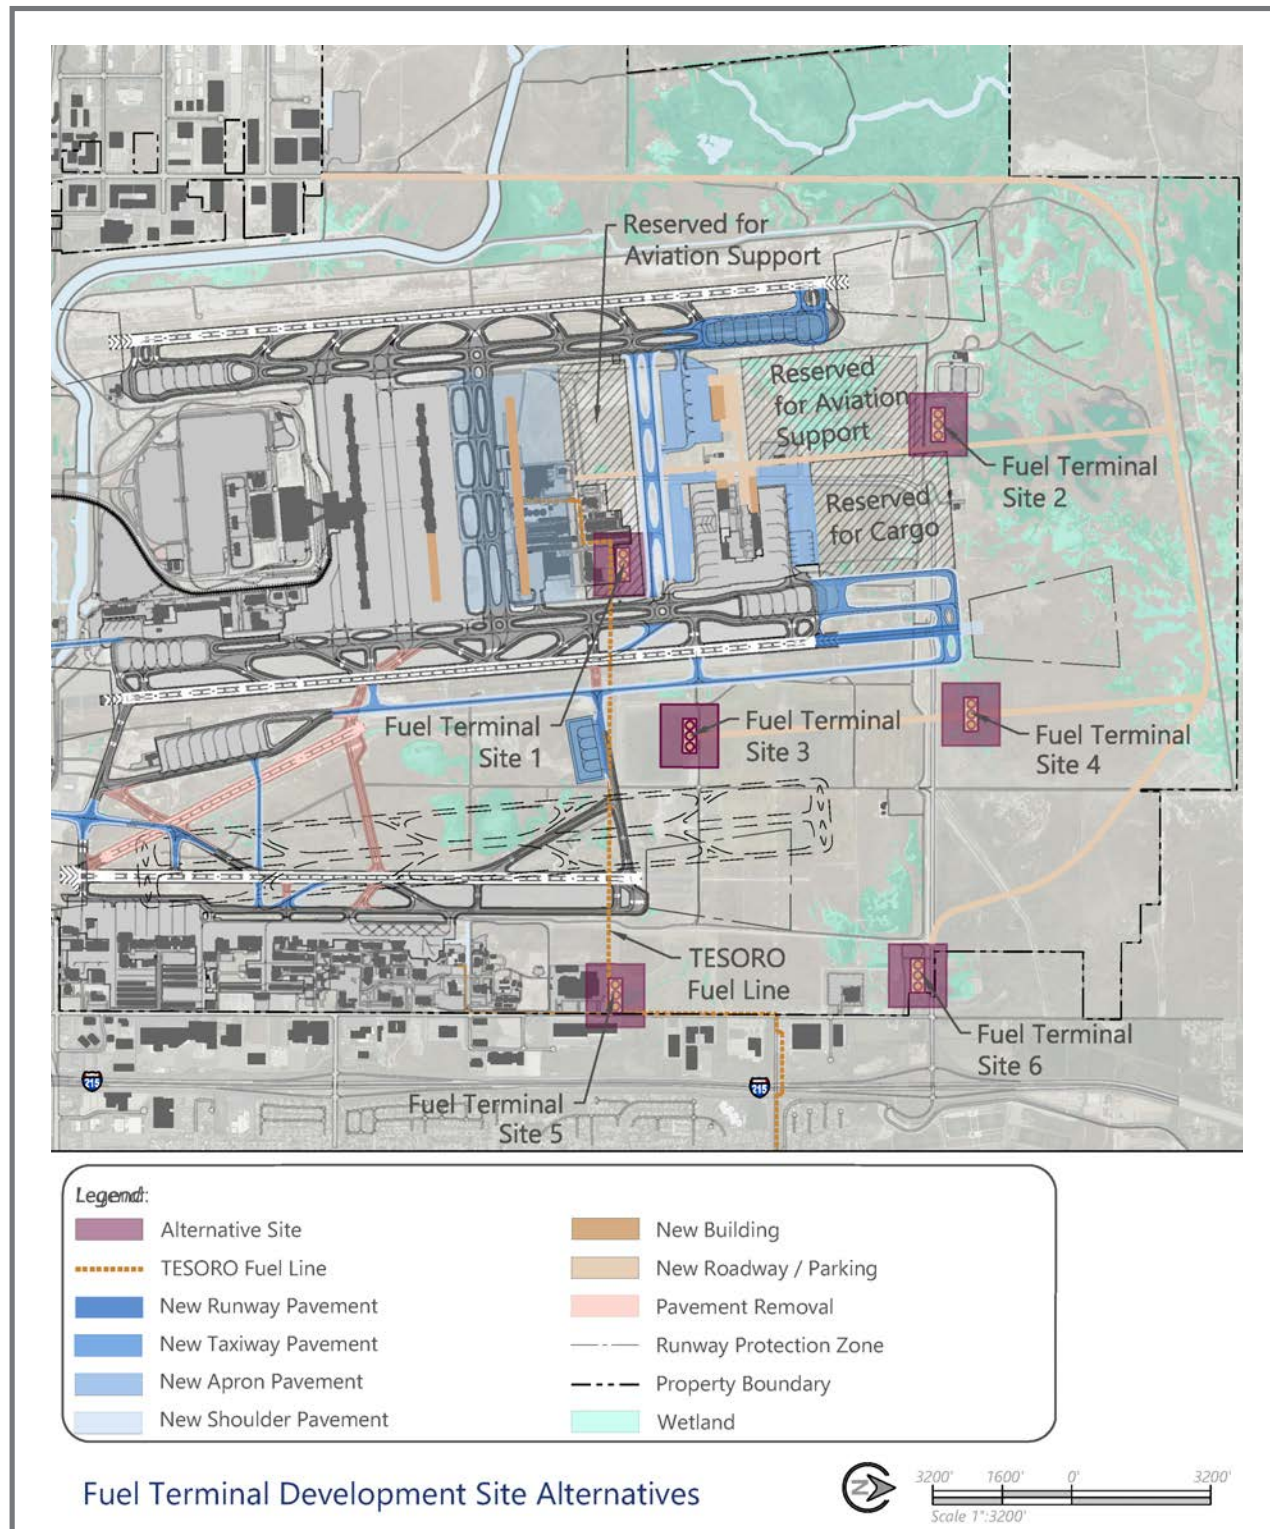 Reserved for
Aviation Support
Reserved
for Aviation
Support
Fuel Terminal
Site 2
Reserved
for Cargo
Fuel Terminal
Site 1
Fuel Terminal
Site 3
Fuel Terminal
Site 4
TESORO
Fuel Line
Fuel Terminal
Site 6
215
215
Fuel Terminal
Site 5
Legend:
Alternative Site
TESORO Fuel Line
New Runway Pavement
New Taxiway Pavement
New Apron Pavement
New Shoulder Pavement
New Building
New Roadway / Parking
Pavement Removal
Runway Protection Zone
Property Boundary
Wetland
Fuel Terminal Development Site Alternatives
N
3200' 1600' 0' 3200'
Scale 1":3200'